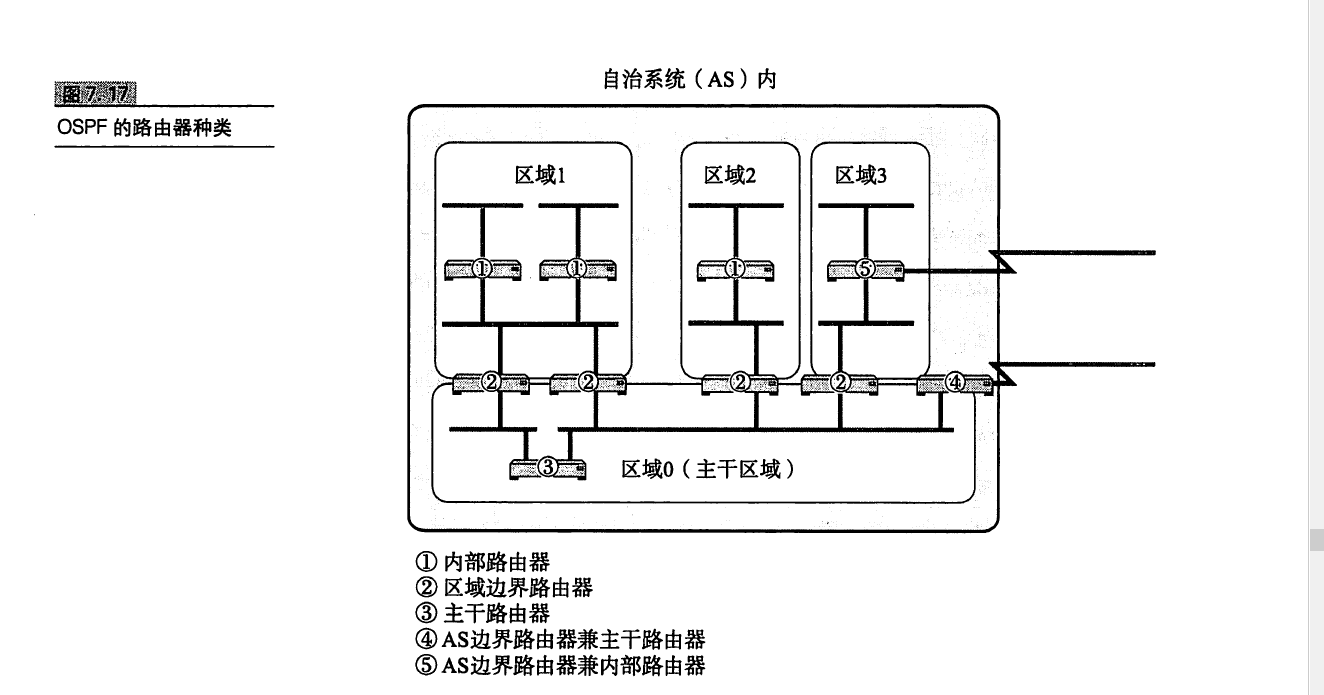 图7.17
OSPF 的路由器种类
自治系统（AS）内
区域1
区域2
区域3
① ① ① ⑤
② ② ② ② ④
③
区域0（主干区域）
① 内部路由器
② 区域边界路由器
③ 主干路由器
④ AS边界路由器兼主干路由器
⑤ AS边界路由器兼内部路由器